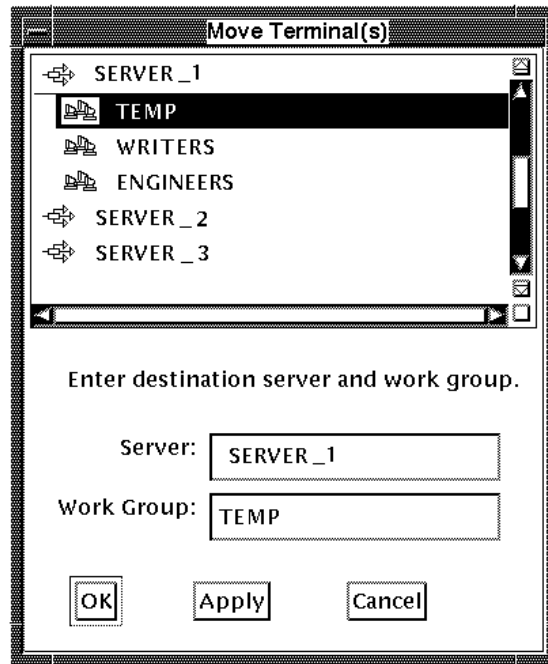 Move Terminal(s)
SERVER_1
TEMP
WRITERS
ENGINEERS
SERVER_2
SERVER_3
Enter destination server and work group.
Server: SERVER_1
Work Group: TEMP
OK Apply Cancel